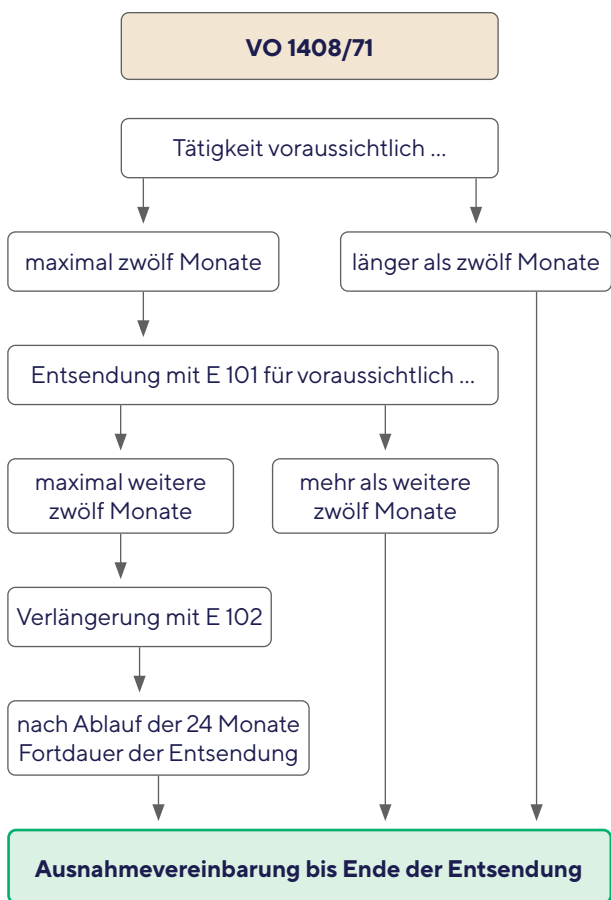 VO 1408/71
Tätigkeit voraussichtlich ...
maximal zwölf Monate
länger als zwölf Monate
Entsendung mit E 101 für voraussichtlich ...
maximal weitere
zwölf Monate
mehr als weitere
zwölf Monate
Verlängerung mit E 102
nach Ablauf der 24 Monate
Fortdauer der Entsendung
Ausnahmevereinbarung bis Ende der Entsendung